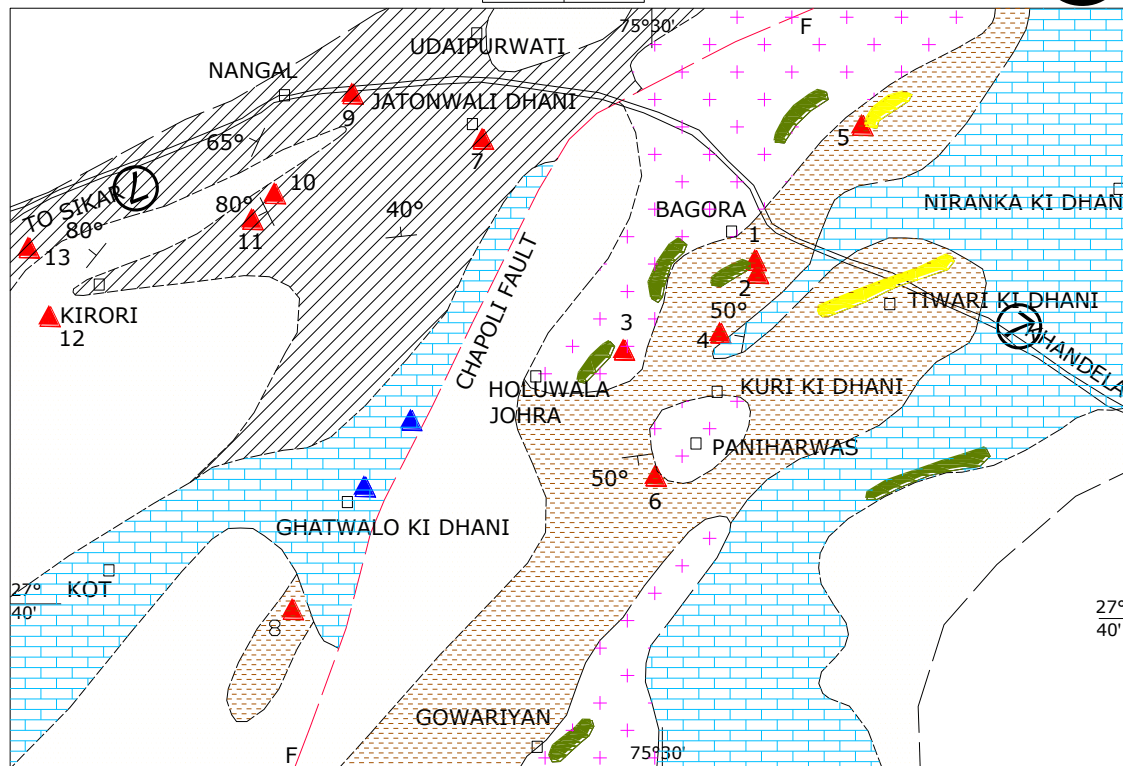 75°30'
F
UDAIPURWATI
NANGAL
JATONWALI DHANI
9
7
5
65°
10
80°
11
40°
TO SIKAR
80°
13
NIRANKA KI DHAN
BAGORA
1
2
TIWARI KI DHANI
50°
4
3
KIRORI
12
CHAPOLI FAULT
KHANDELA
HOLUWALA
JOHRA
KURI KI DHANI
PANIHARWAS
50°
6
GHATWALO KI DHANI
KOT
27°
40'
27°
40'
8
GOWARIYAN
F
75°30'